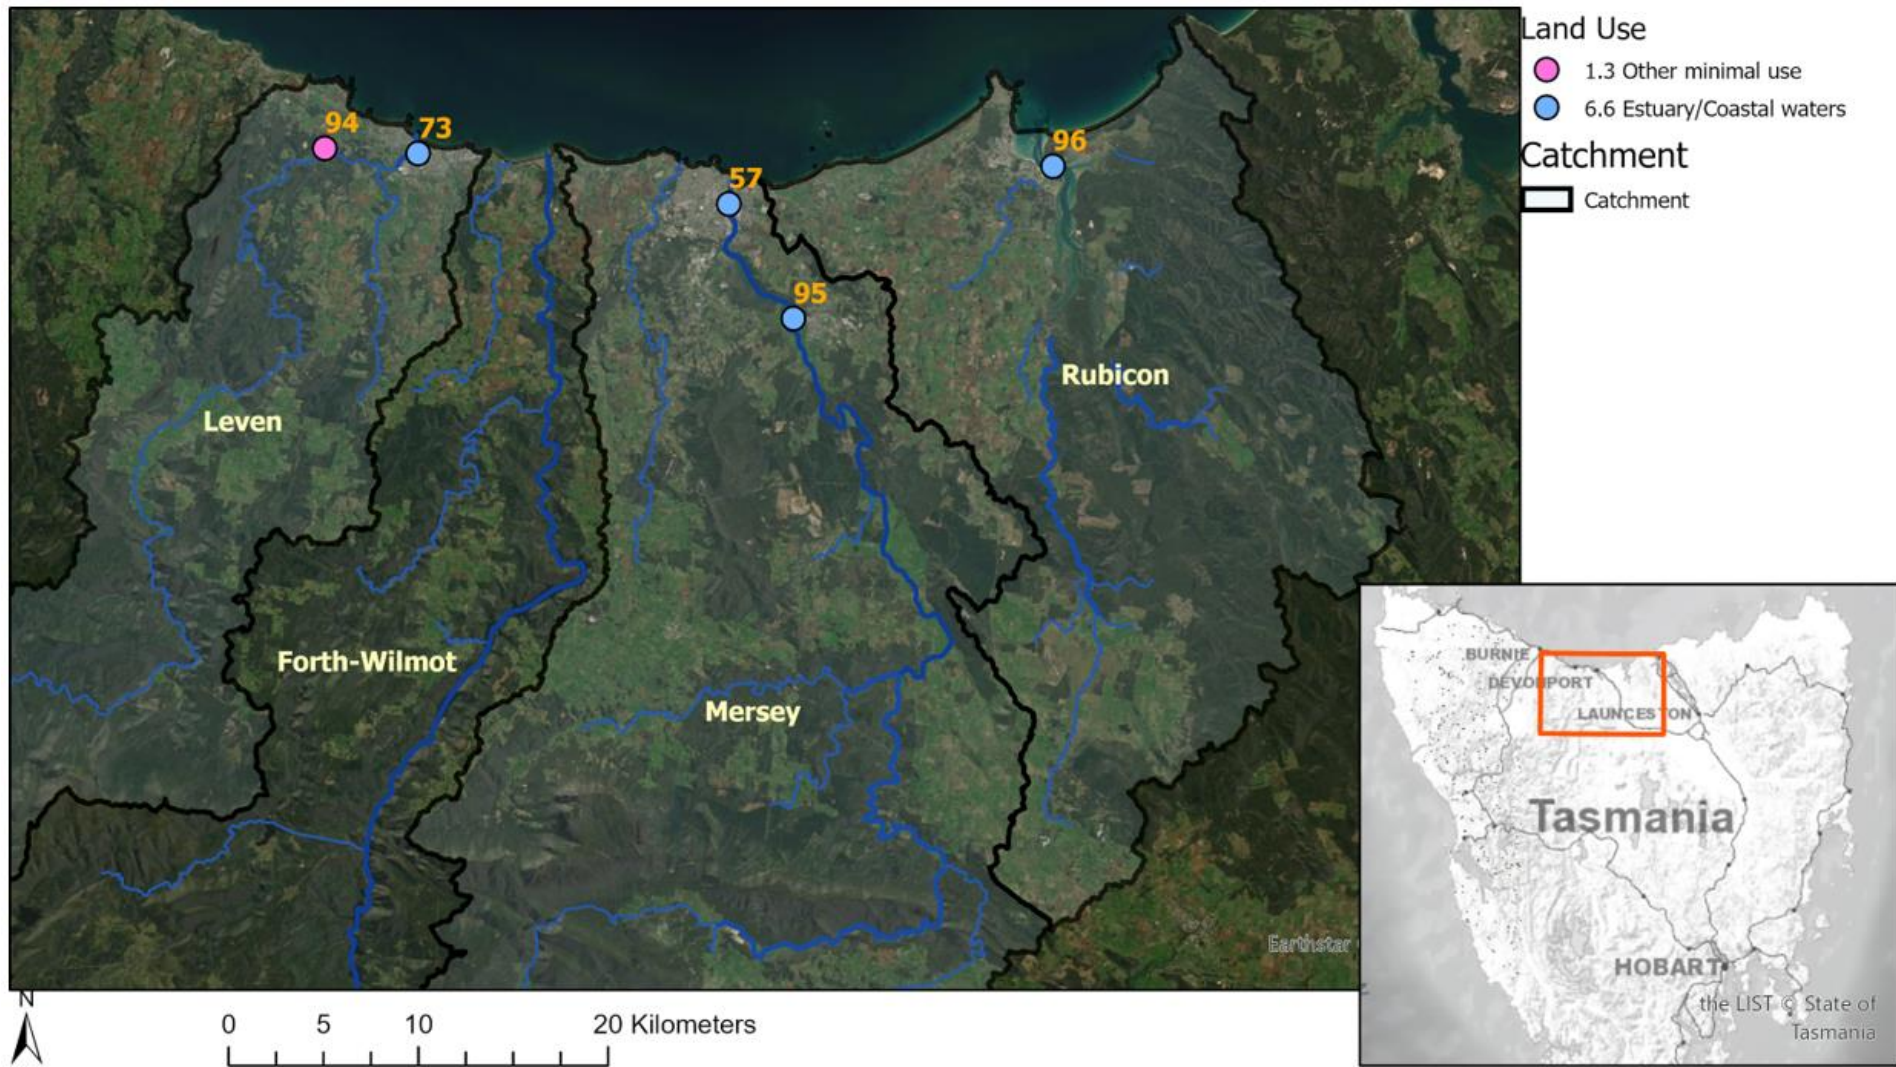 Land Use
1.3 Other minimal use
6.6 Estuary/Coastal waters
Catchment
Catchment
94
73
57
96
95
Rubicon
Leven
Forth-Wilmot
Mersey
Earthstar
N
0 5 10 20 Kilometers
BURNIE
DEVONPORT
LAUNCESTON
Tasmania
HOBART
the LIST © State of
Tasmania